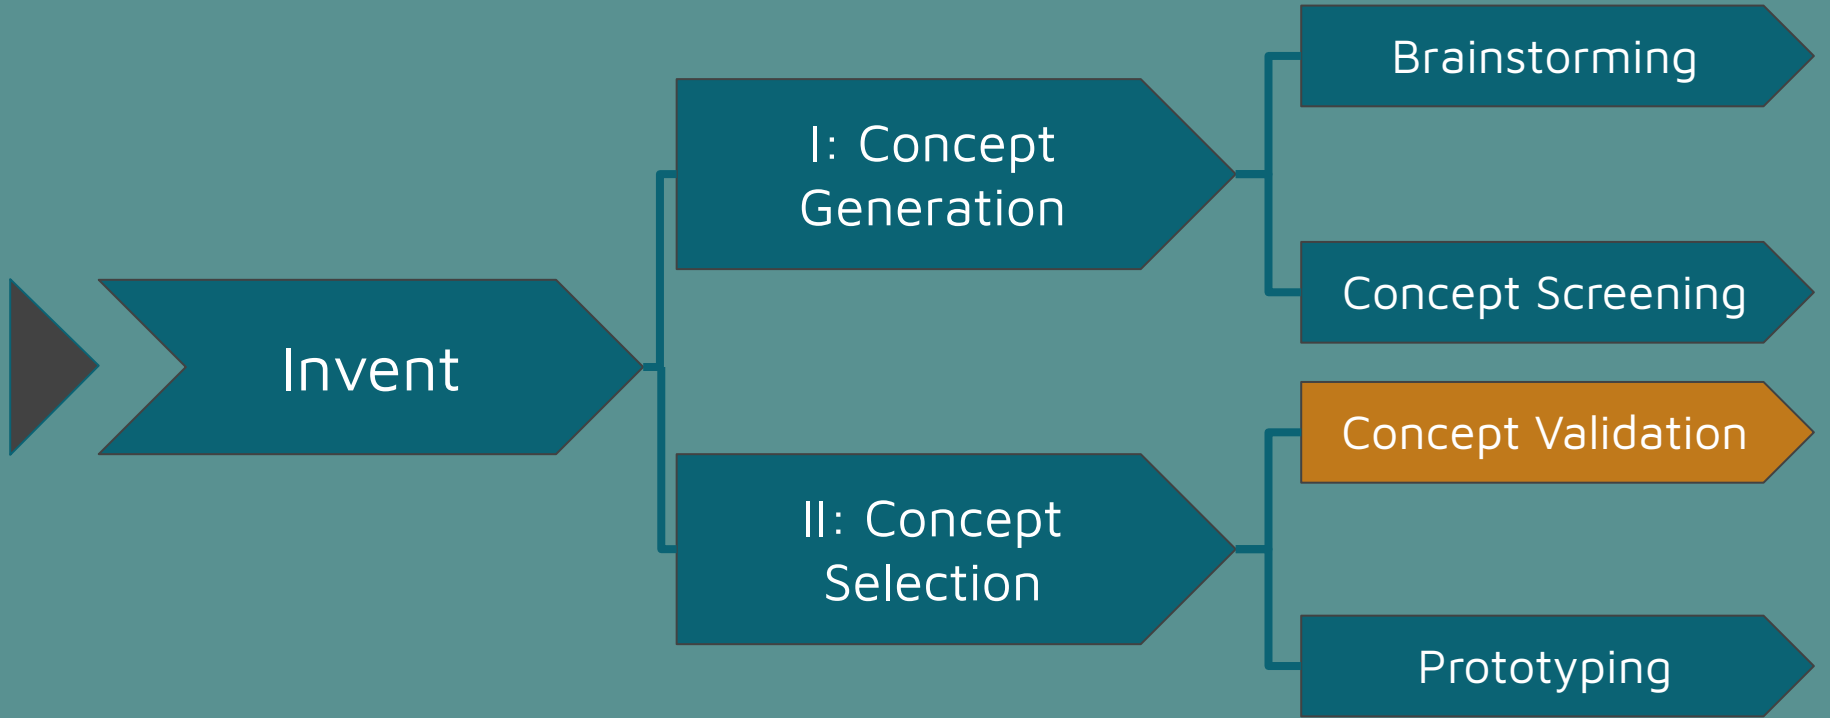 Invent
I: Concept
Generation
Brainstorming
Concept Screening
II: Concept
Selection
Concept Validation
Prototyping